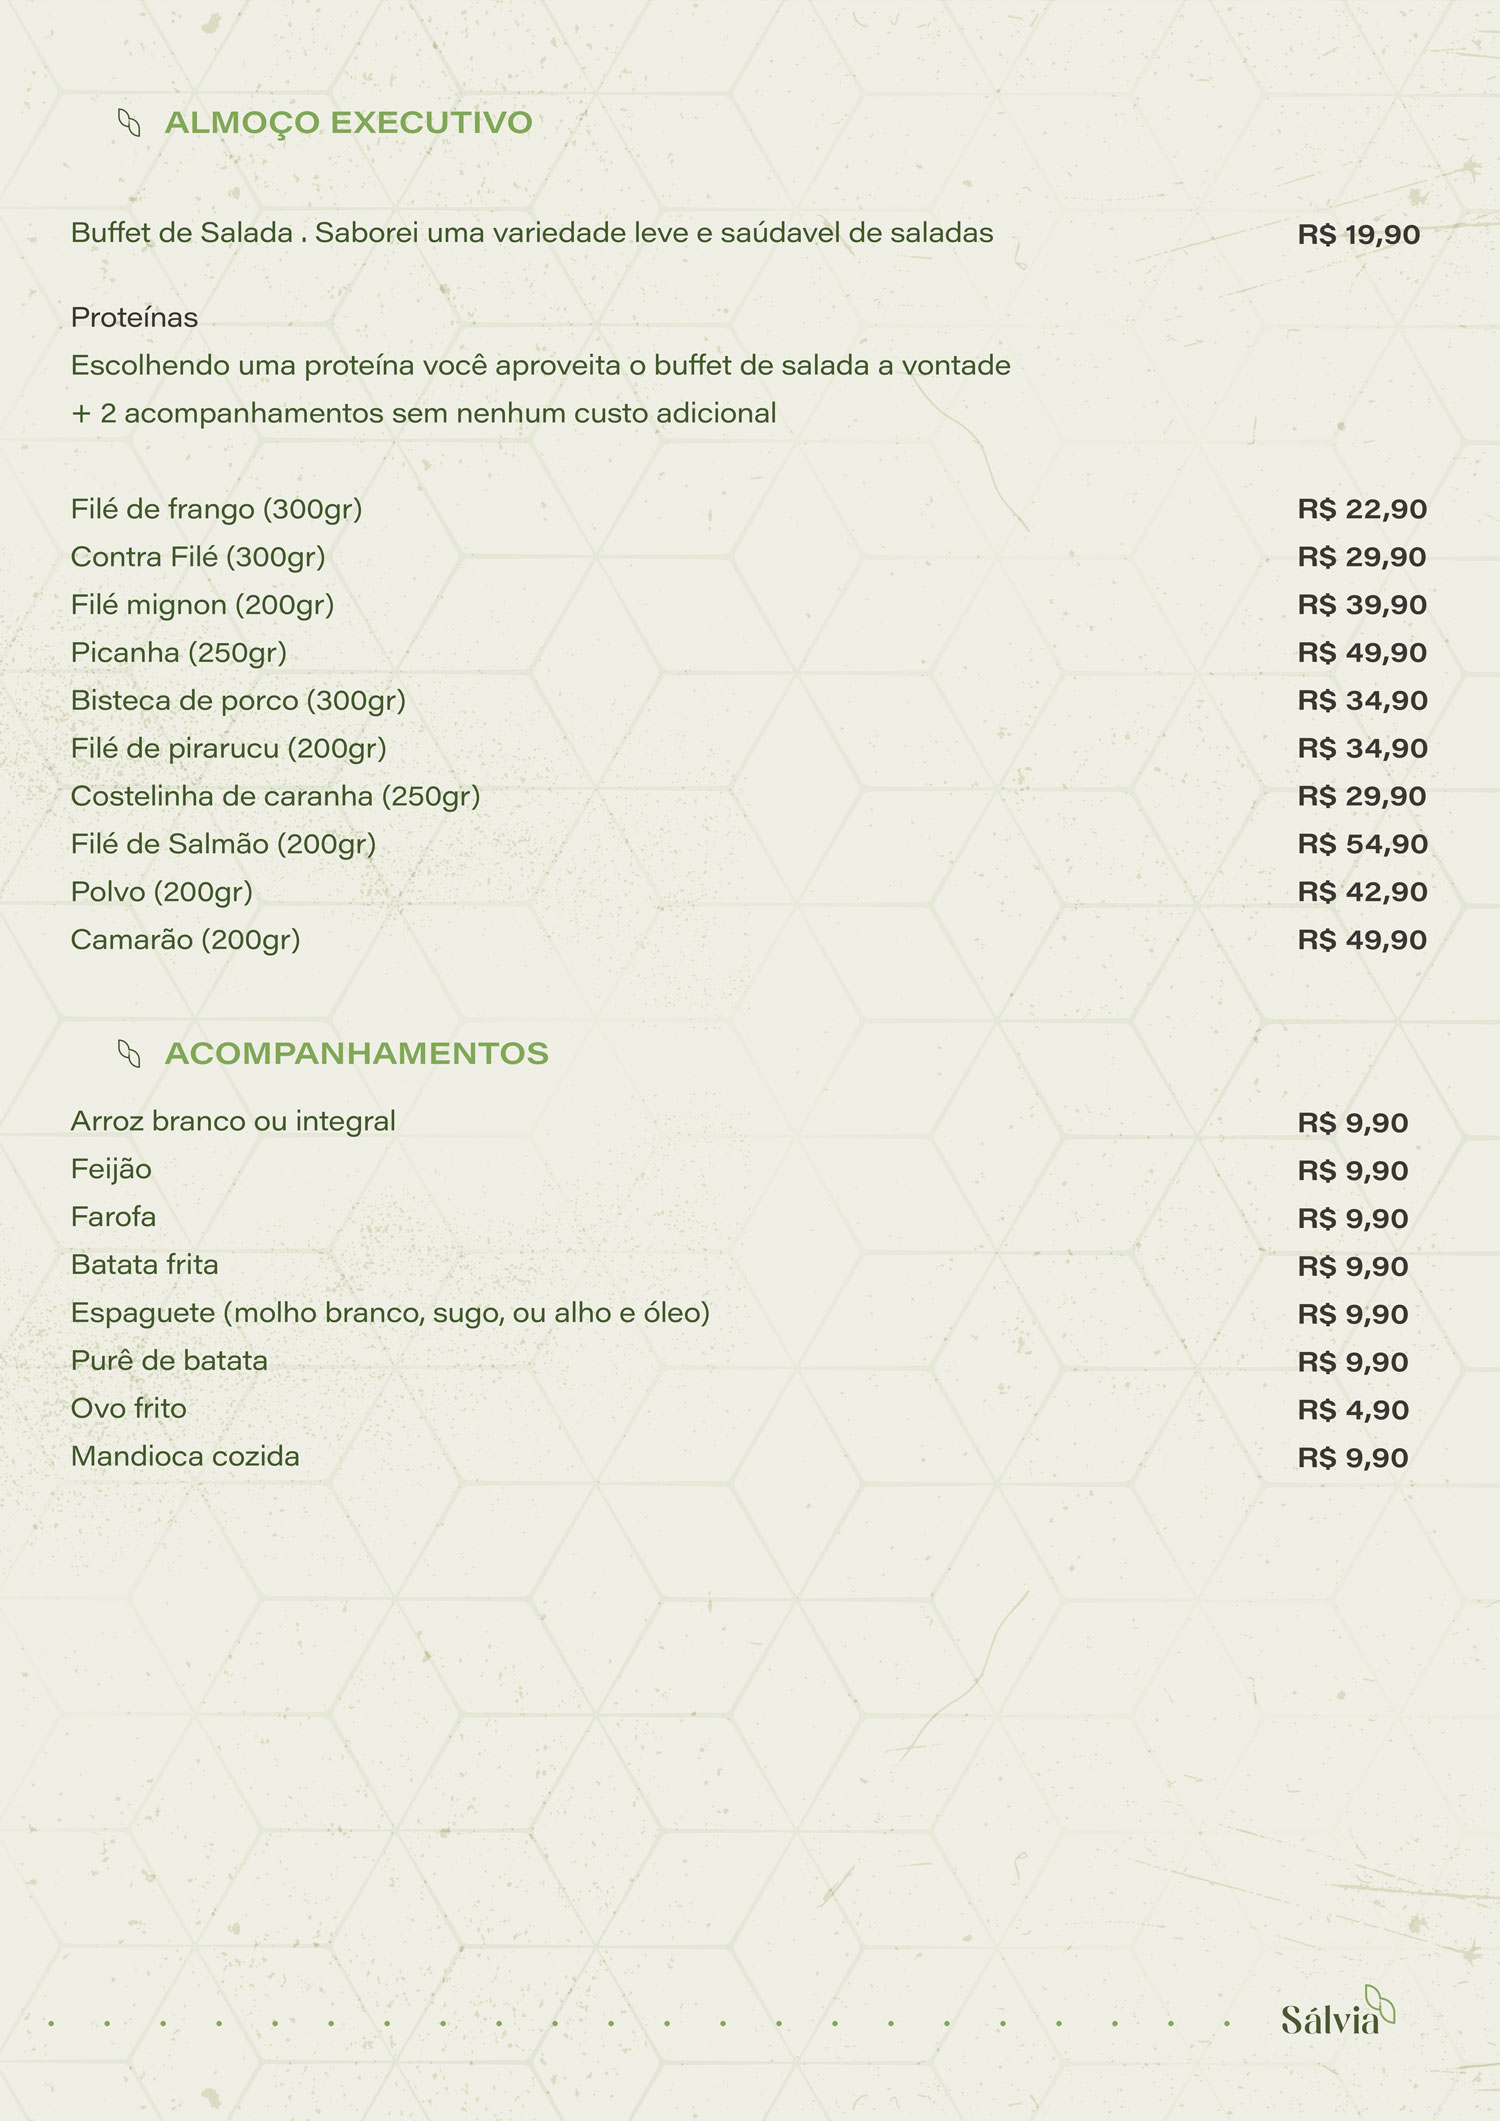 ALMOÇO EXECUTIVO
Buffet de Salada . Saborei uma variedade leve e saúdavel de saladas R$ 19,90
Proteínas
Escolhendo uma proteína você aproveita o buffet de salada a vontade
+ 2 acompanhamentos sem nenhum custo adicional
Filé de frango (300gr) R$ 22,90
Contra Filé (300gr) R$ 29,90
Filé mignon (200gr) R$ 39,90
Picanha (250gr) R$ 49,90
Bisteca de porco (300gr) R$ 34,90
Filé de pirarucu (200gr) R$ 34,90
Costelinha de caranha (250gr) R$ 29,90
Filé de Salmão (200gr) R$ 54,90
Polvo (200gr) R$ 42,90
Camarão (200gr) R$ 49,90
ACOMPANHAMENTOS
Arroz branco ou integral R$ 9,90
Feijão R$ 9,90
Farofa R$ 9,90
Batata frita R$ 9,90
Espaguete (molho branco, sugo, ou alho e óleo) R$ 9,90
Purê de batata R$ 9,90
Ovo frito R$ 4,90
Mandioca cozida R$ 9,90
Sálvia